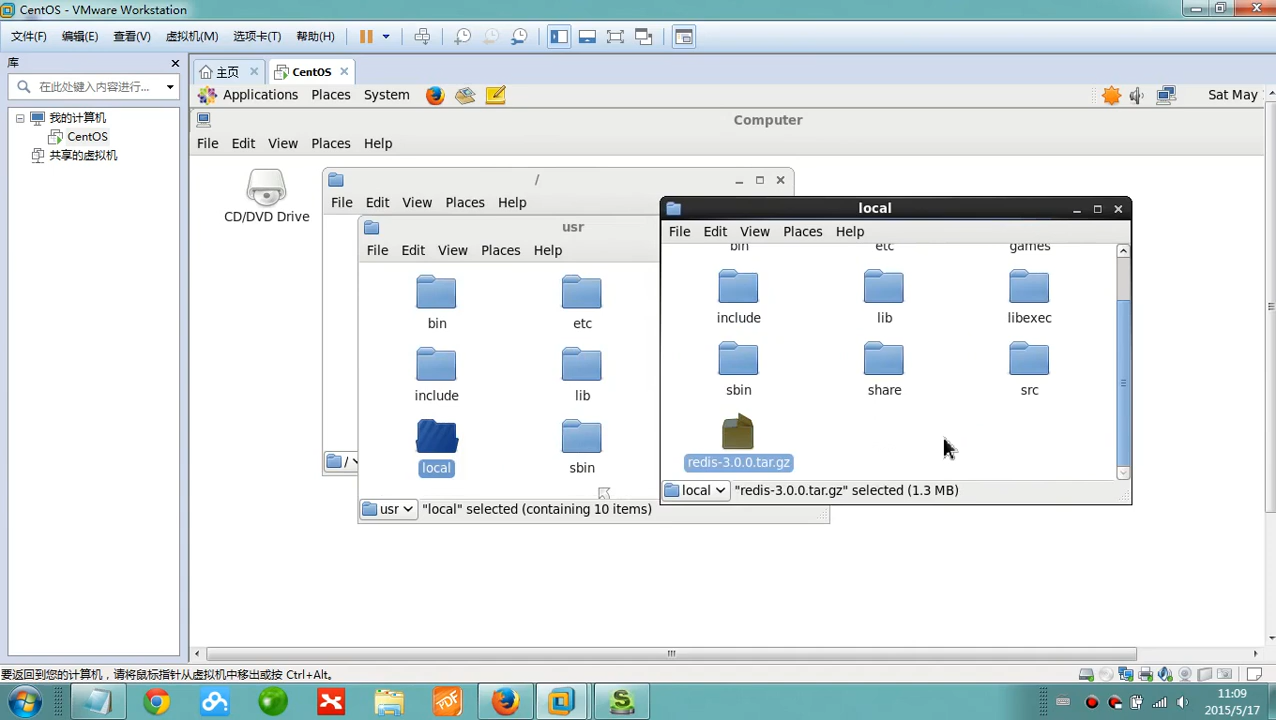 CentOS - VMware Workstation
文件(F) 编辑(E) 查看(V) 虚拟机(M) 选项卡(T) 帮助(H)
库
在此处键入内容进行...
我的计算机
CentOS
共享的虚拟机
主页 CentOS
Applications Places System Sat May
Computer
File Edit View Places Help
CD/DVD Drive
/
File Edit View Places Help
/
usr
File Edit View Places Help
bin etc
include lib
local sbin
usr "local" selected (containing 10 items)
local
File Edit View Places Help
bin etc games
include lib libexec
sbin share src
redis-3.0.0.tar.gz
local "redis-3.0.0.tar.gz" selected (1.3 MB)
要返回到您的计算机，请将鼠标指针从虚拟机中移出或按 Ctrl+Alt。
PDF
S
11:09
2015/5/17